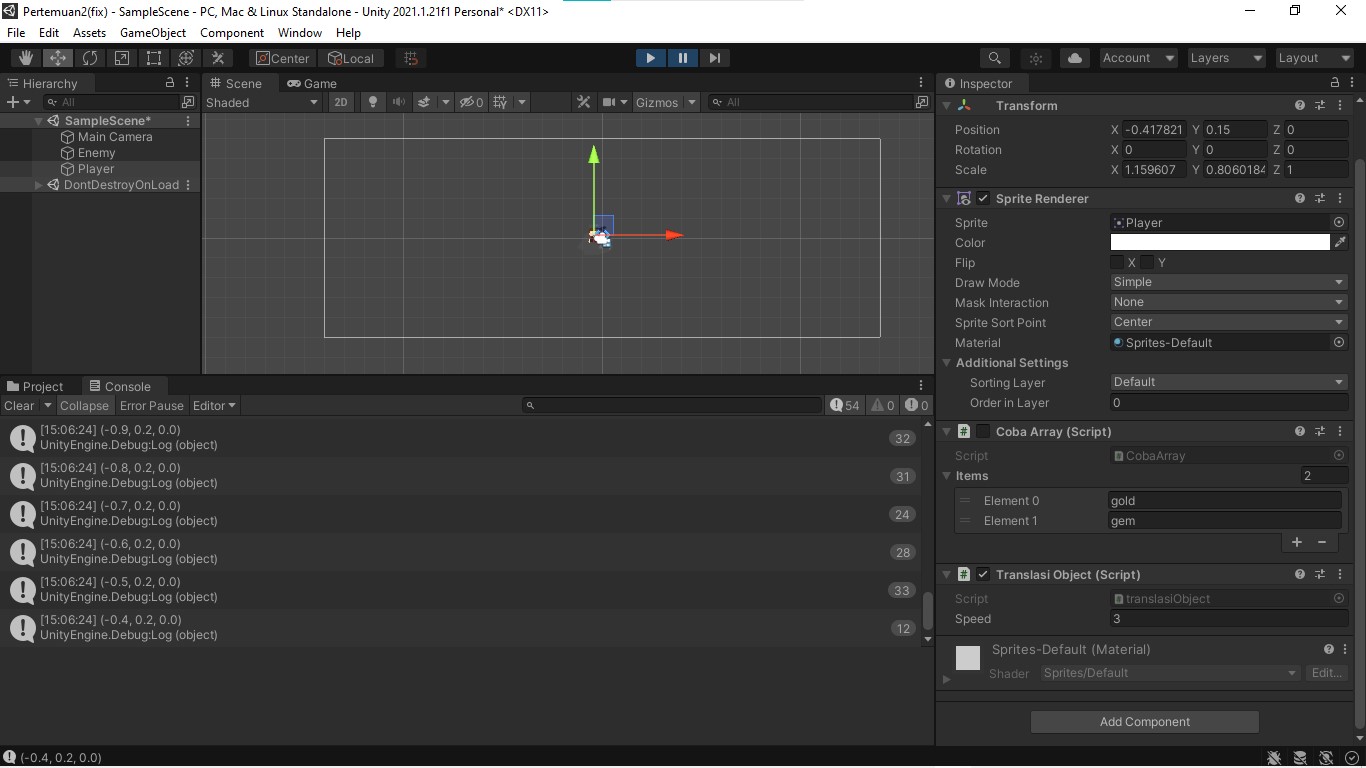 Pertemuan2(fix) - SampleScene - PC, Mac & Linux Standalone - Unity 2021.1.21f1 Personal* <DX11>
File Edit Assets GameObject Component Window Help
Center Local Account Layers Layout
Hierarchy
All
SampleScene*
Main Camera
Enemy
Player
DontDestroyOnLoad
Scene Game
Shaded 2D 0 Gizmos All
Project Console
Clear Collapse Error Pause Editor 54 0 0
[15:06:24] (-0.9, 0.2, 0.0)
UnityEngine.Debug:Log (object)
32
[15:06:24] (-0.8, 0.2, 0.0)
UnityEngine.Debug:Log (object)
31
[15:06:24] (-0.7, 0.2, 0.0)
UnityEngine.Debug:Log (object)
24
[15:06:24] (-0.6, 0.2, 0.0)
UnityEngine.Debug:Log (object)
28
[15:06:24] (-0.5, 0.2, 0.0)
UnityEngine.Debug:Log (object)
33
[15:06:24] (-0.4, 0.2, 0.0)
UnityEngine.Debug:Log (object)
12
Inspector
Transform
Position X -0.417821 Y 0.15 Z 0
Rotation X 0 Y 0 Z 0
Scale X 1.159607 Y 0.8060184 Z 1
Sprite Renderer
Sprite Player
Color
Flip X Y
Draw Mode Simple
Mask Interaction None
Sprite Sort Point Center
Material Sprites-Default
Additional Settings
Sorting Layer Default
Order in Layer 0
# Coba Array (Script)
Script CobaArray
Items 2
Element 0 gold
Element 1 gem
+ −
# Translasi Object (Script)
Script translasiObject
Speed 3
Sprites-Default (Material)
Shader Sprites/Default Edit...
Add Component
(-0.4, 0.2, 0.0)